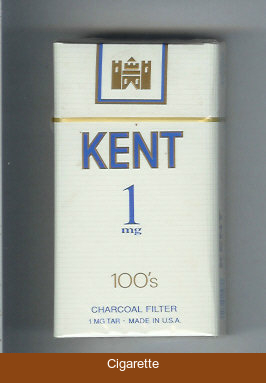 KENT
1
mg
100's
CHARCOAL FILTER
1 MG TAR · MADE IN U.S.A.
Cigarette